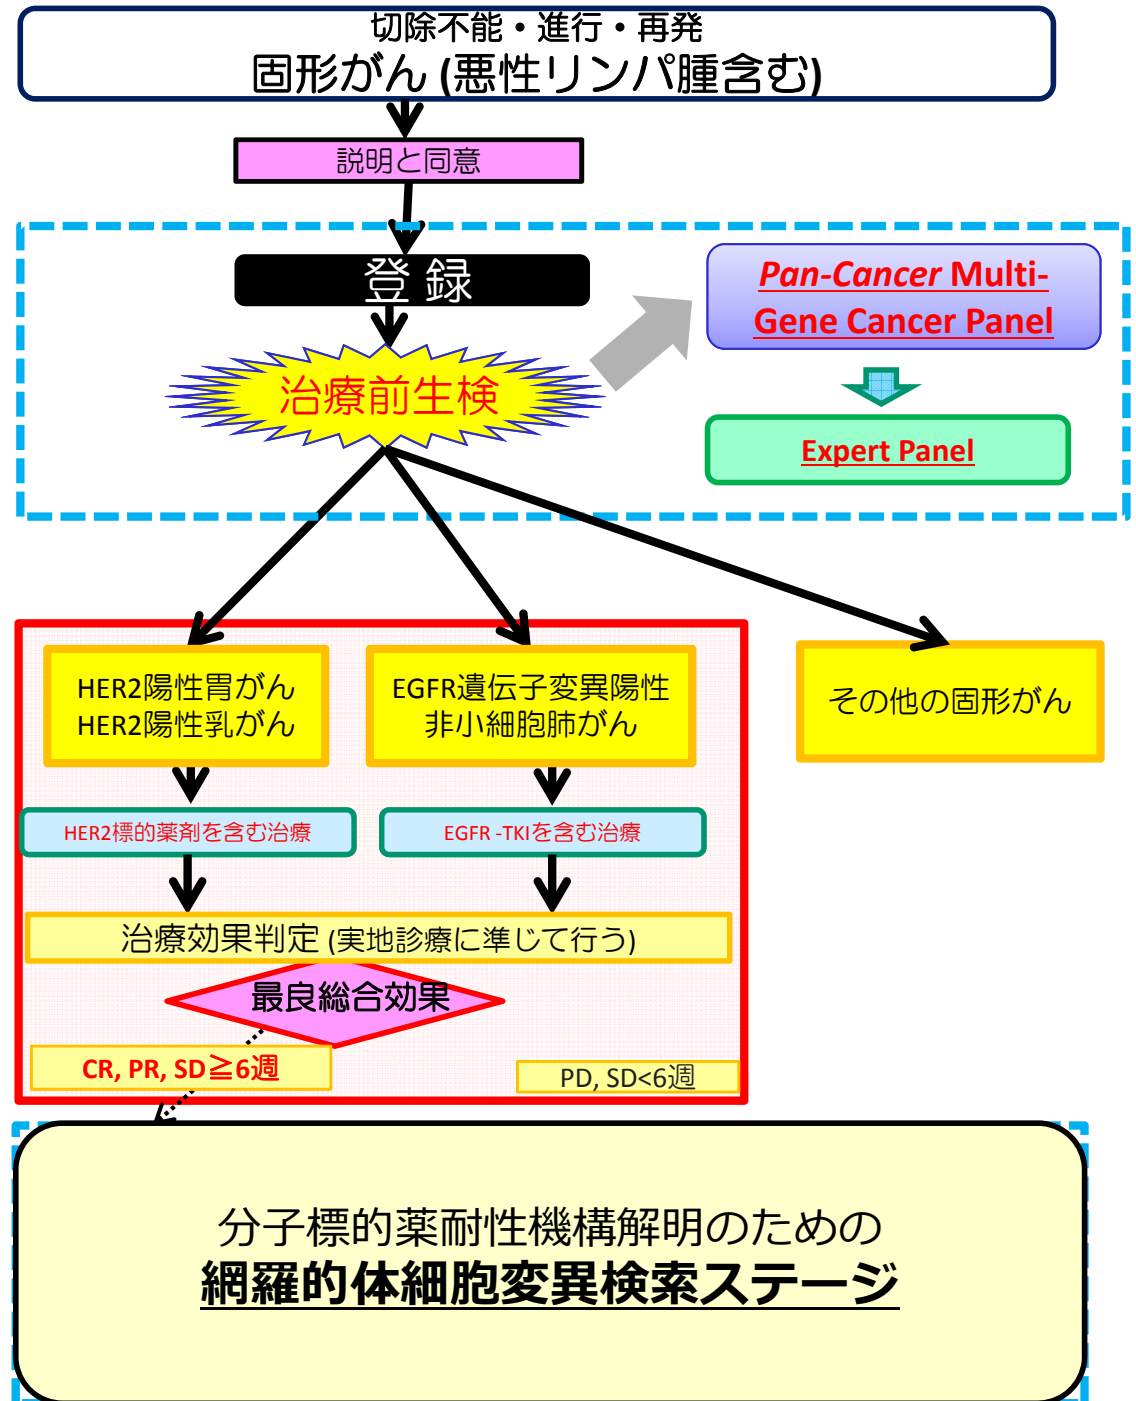 切除不能・進行・再発
固形がん (悪性リンパ腫含む)
説明と同意
登 録
Pan-Cancer Multi-
Gene Cancer Panel
治療前生検
Expert Panel
HER2陽性胃がん
HER2陽性乳がん
EGFR遺伝子変異陽性
非小細胞肺がん
その他の固形がん
HER2標的薬剤を含む治療
EGFR -TKIを含む治療
治療効果判定 (実地診療に準じて行う)
最良総合効果
CR, PR, SD≧6週
PD, SD<6週
分子標的薬耐性機構解明のための
網羅的体細胞変異検索ステージ